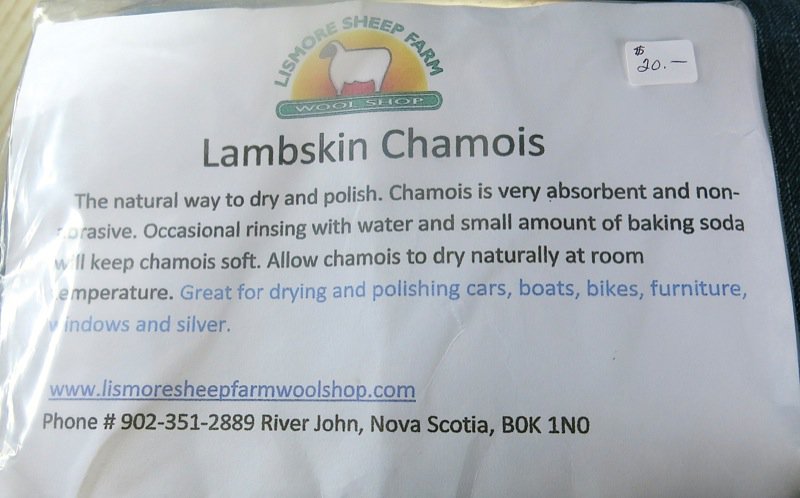 LISMORE SHEEP FARM
WOOL SHOP
$
20.—
Lambskin Chamois
The natural way to dry and polish. Chamois is very absorbent and non-
abrasive. Occasional rinsing with water and small amount of baking soda
will keep chamois soft. Allow chamois to dry naturally at room
temperature. Great for drying and polishing cars, boats, bikes, furniture,
windows and silver.
www.lismoresheepfarmwoolshop.com
Phone # 902-351-2889 River John, Nova Scotia, B0K 1N0